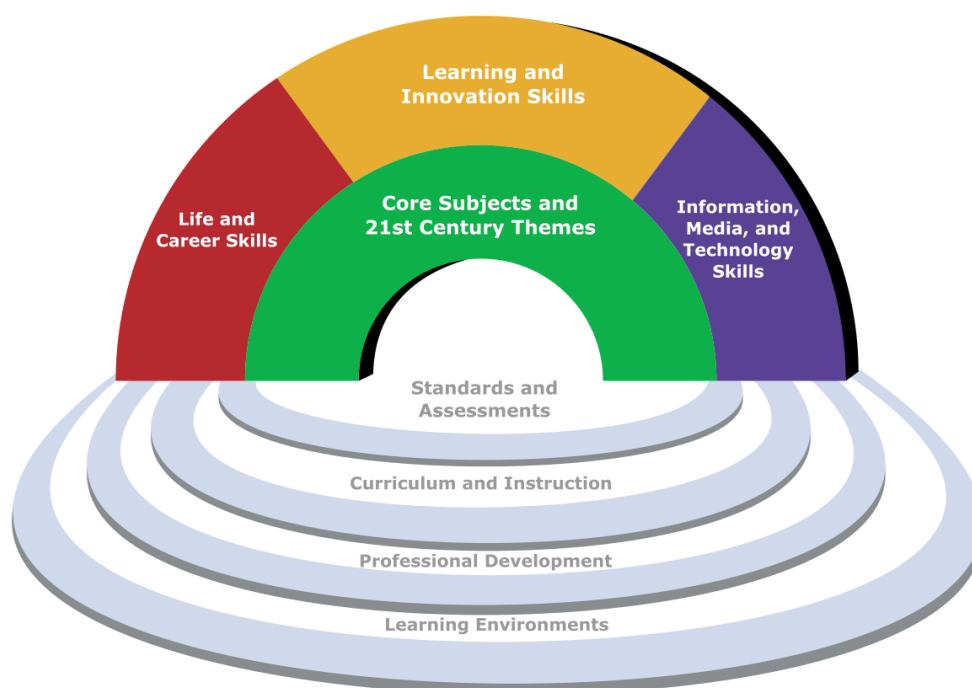 Learning and
Innovation Skills
Life and
Career Skills
Core Subjects and
21st Century Themes
Information,
Media, and
Technology
Skills
Standards and
Assessments
Curriculum and Instruction
Professional Development
Learning Environments